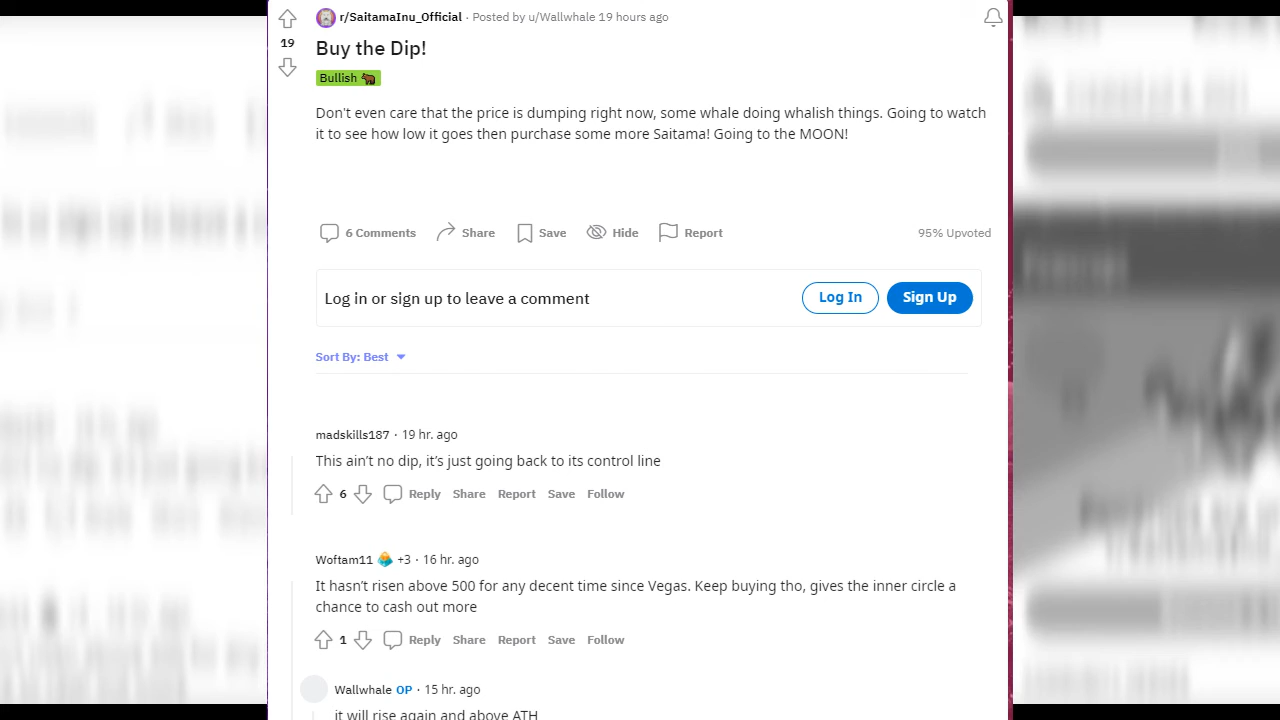 r/SaitamaInu_Official · Posted by u/Wallwhale 19 hours ago
19
Buy the Dip!
Bullish 🐂
Don't even care that the price is dumping right now, some whale doing whalish things. Going to watch
it to see how low it goes then purchase some more Saitama! Going to the MOON!
6 Comments Share Save Hide Report 95% Upvoted
Log in or sign up to leave a comment Log In Sign Up
Sort By: Best
madskills187 · 19 hr. ago
This ain’t no dip, it’s just going back to its control line
6 Reply Share Report Save Follow
Woftam11 +3 · 16 hr. ago
It hasn’t risen above 500 for any decent time since Vegas. Keep buying tho, gives the inner circle a
chance to cash out more
1 Reply Share Report Save Follow
Wallwhale OP · 15 hr. ago
it will rise again and above ATH